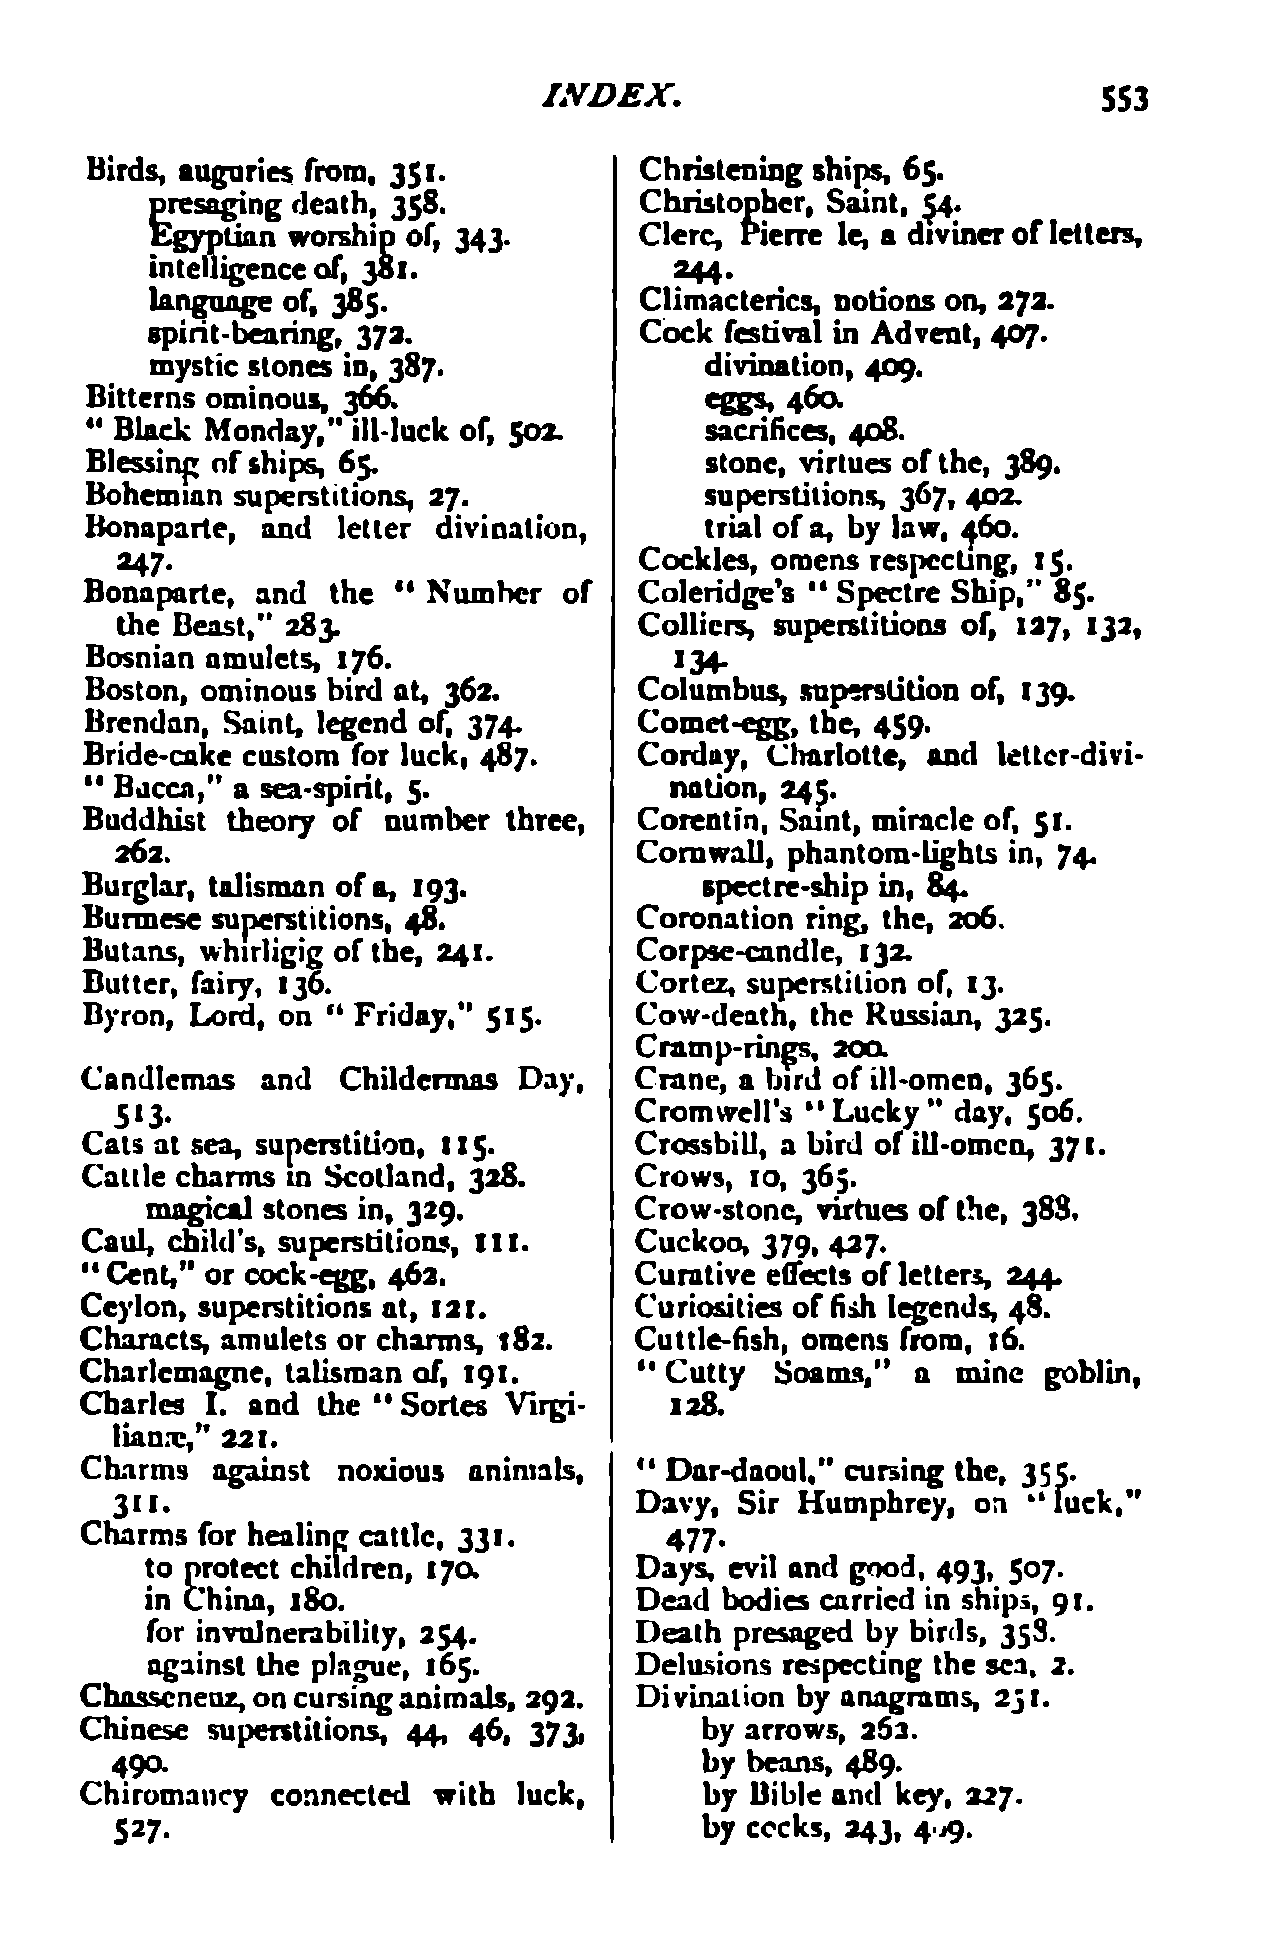 INDEX. 553
Birds, auguries from, 351.
presaging death, 358.
Egyptian worship of, 343.
intelligence of, 381.
language of, 385.
spirit-bearing, 372.
mystic stones in, 387.
Bitterns ominous, 366.
“ Black Monday,” ill-luck of, 502.
Blessing of ships, 65.
Bohemian superstitions, 27.
Bonaparte, and letter divination,
247.
Bonaparte, and the “ Number of
the Beast,” 283.
Bosnian amulets, 176.
Boston, ominous bird at, 362.
Brendan, Saint, legend of, 374.
Bride-cake custom for luck, 487.
“ Bucca,” a sea-spirit, 5.
Buddhist theory of number three,
262.
Burglar, talisman of a, 193.
Burmese superstitions, 48.
Butans, whirligig of the, 241.
Butter, fairy, 136.
Byron, Lord, on “ Friday,” 515.
Candlemas and Childermas Day,
513.
Cats at sea, superstition, 115.
Cattle charms in Scotland, 328.
magical stones in, 329.
Caul, child's, superstitions, 111.
“ Cent,” or cock-egg, 462.
Ceylon, superstitions at, 121.
Characts, amulets or charms, 182.
Charlemagne, talisman of, 191.
Charles I. and the “ Sortes Virgi-
lianæ,” 221.
Charms against noxious animals,
311.
Charms for healing cattle, 331.
to protect children, 170.
in China, 180.
for invulnerability, 254.
against the plague, 165.
Chasseneuz, on cursing animals, 292.
Chinese superstitions, 44, 46, 373,
490.
Chiromancy connected with luck,
527.
Christening ships, 65.
Christopher, Saint, 54.
Clerc, Pierre le, a diviner of letters,
244.
Climacterics, notions on, 272.
Cock festival in Advent, 407.
divination, 409.
eggs, 460.
sacrifices, 408.
stone, virtues of the, 389.
superstitions, 367, 402.
trial of a, by law, 460.
Cockles, omens respecting, 15.
Coleridge's “ Spectre Ship,” 85.
Colliers, superstitions of, 127, 132,
134.
Columbus, superstition of, 139.
Comet-egg, the, 459.
Corday, Charlotte, and letter-divi-
nation, 245.
Corentin, Saint, miracle of, 51.
Cornwall, phantom-lights in, 74.
spectre-ship in, 84.
Coronation ring, the, 206.
Corpse-candle, 132.
Cortez, superstition of, 13.
Cow-death, the Russian, 325.
Cramp-rings, 200.
Crane, a bird of ill-omen, 365.
Cromwell's “ Lucky ” day, 506.
Crossbill, a bird of ill-omen, 371.
Crows, 10, 365.
Crow-stone, virtues of the, 388.
Cuckoo, 379, 427.
Curative effects of letters, 244.
Curiosities of fish legends, 48.
Cuttle-fish, omens from, 16.
“ Cutty Soams,” a mine goblin,
128.
“ Dar-daoul,” cursing the, 355.
Davy, Sir Humphrey, on “ luck,”
477.
Days, evil and good, 493, 507.
Dead bodies carried in ships, 91.
Death presaged by birds, 358.
Delusions respecting the sea, 2.
Divination by anagrams, 231.
by arrows, 262.
by beans, 489.
by Bible and key, 227.
by cocks, 243, 409.